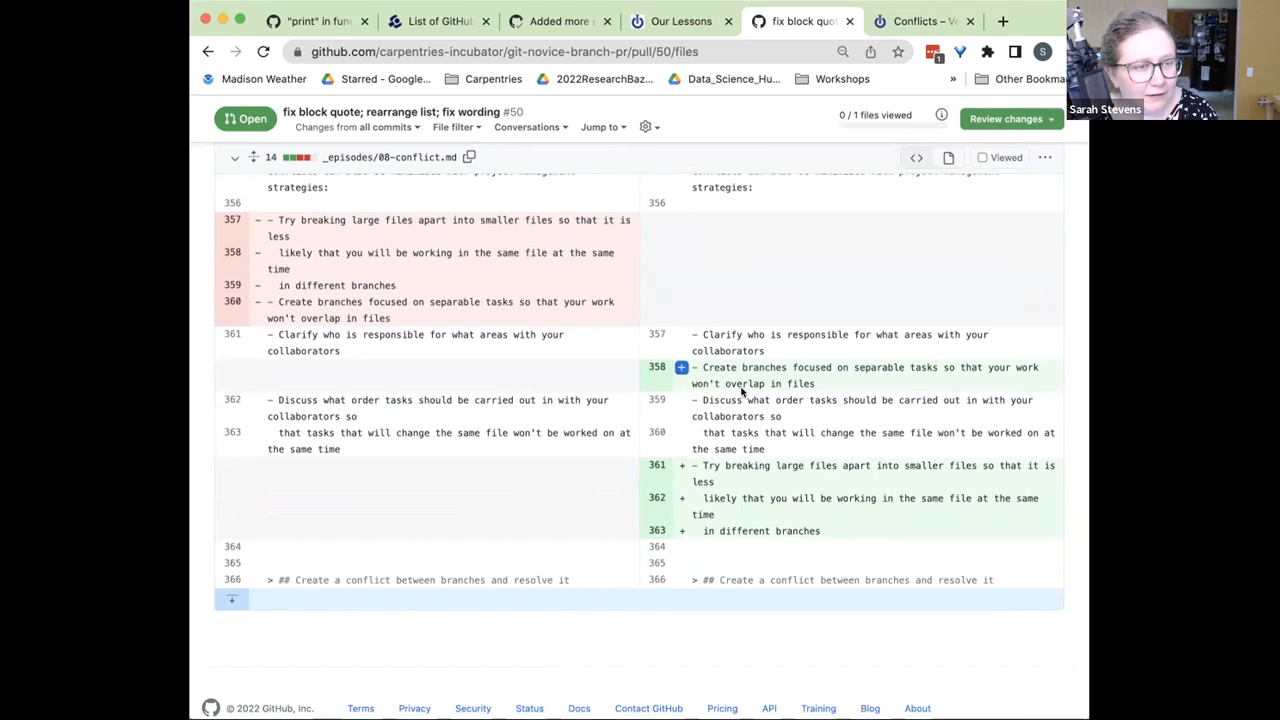 "print" in fun
List of GitHub
Added more
Our Lessons
fix block quo
Conflicts – Ve
github.com/carpentries-incubator/git-novice-branch-pr/pull/50/files
S
1
Madison Weather
Starred - Google...
Carpentries
2022ResearchBaz...
Data_Science_Hu...
Workshops
»
Other Bookma
Sarah Stevens
Open
fix block quote; rearrange list; fix wording #50
Changes from all commits
File filter
Conversations
Jump to
0 / 1 files viewed
Review changes
14 _episodes/08-conflict.md
Viewed
strategies:
356
357 - - Try breaking large files apart into smaller files so that it is
less
358 - likely that you will be working in the same file at the same
time
359 - in different branches
360 - - Create branches focused on separable tasks so that your work
won't overlap in files
361 - Clarify who is responsible for what areas with your
collaborators
362 - Discuss what order tasks should be carried out in with your
collaborators so
363 that tasks that will change the same file won't be worked on at
the same time
364
365
366 > ## Create a conflict between branches and resolve it
strategies:
356
357 - Clarify who is responsible for what areas with your
collaborators
358 + - Create branches focused on separable tasks so that your work
won't overlap in files
359 - Discuss what order tasks should be carried out in with your
collaborators so
360 that tasks that will change the same file won't be worked on at
the same time
361 + - Try breaking large files apart into smaller files so that it is
less
362 + likely that you will be working in the same file at the same
time
363 + in different branches
364
365
366 > ## Create a conflict between branches and resolve it
© 2022 GitHub, Inc.
Terms
Privacy
Security
Status
Docs
Contact GitHub
Pricing
API
Training
Blog
About